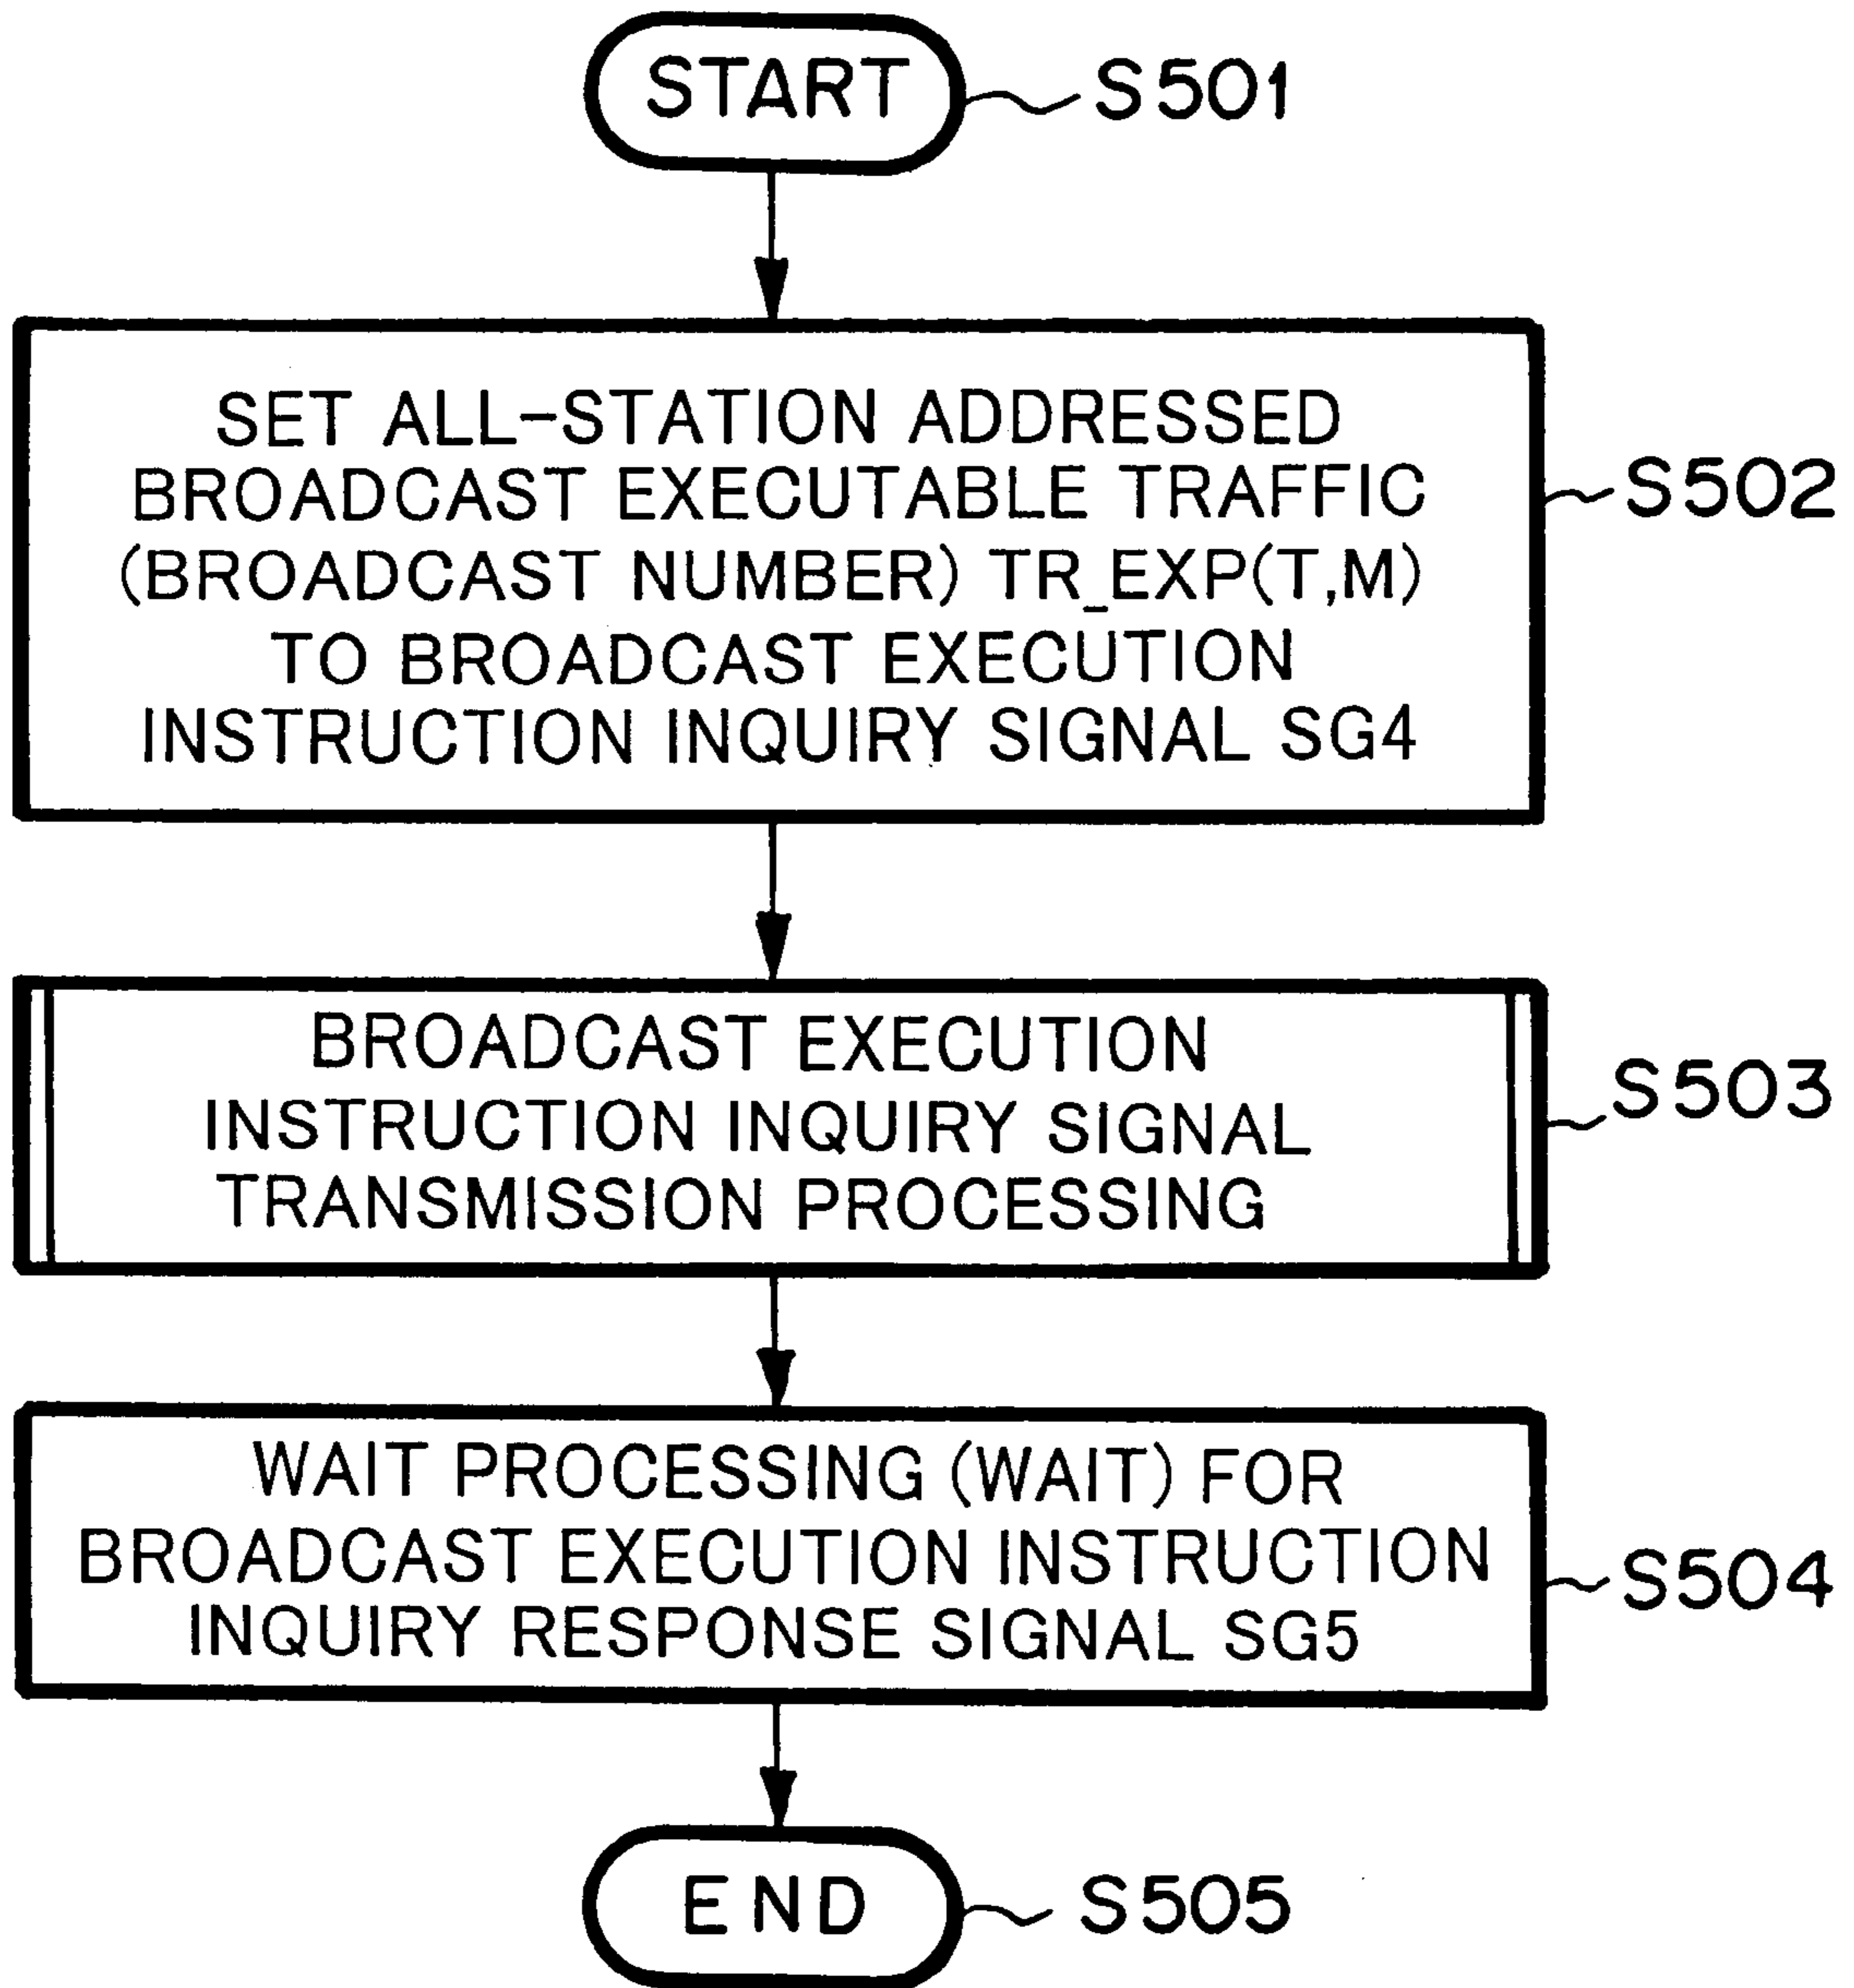 START
S501
SET ALL-STATION ADDRESSED
BROADCAST EXECUTABLE TRAFFIC
(BROADCAST NUMBER) TR_EXP(T,M)
TO BROADCAST EXECUTION
INSTRUCTION INQUIRY SIGNAL SG4
S502
BROADCAST EXECUTION
INSTRUCTION INQUIRY SIGNAL
TRANSMISSION PROCESSING
S503
WAIT PROCESSING (WAIT) FOR
BROADCAST EXECUTION INSTRUCTION
INQUIRY RESPONSE SIGNAL SG5
S504
END
S505